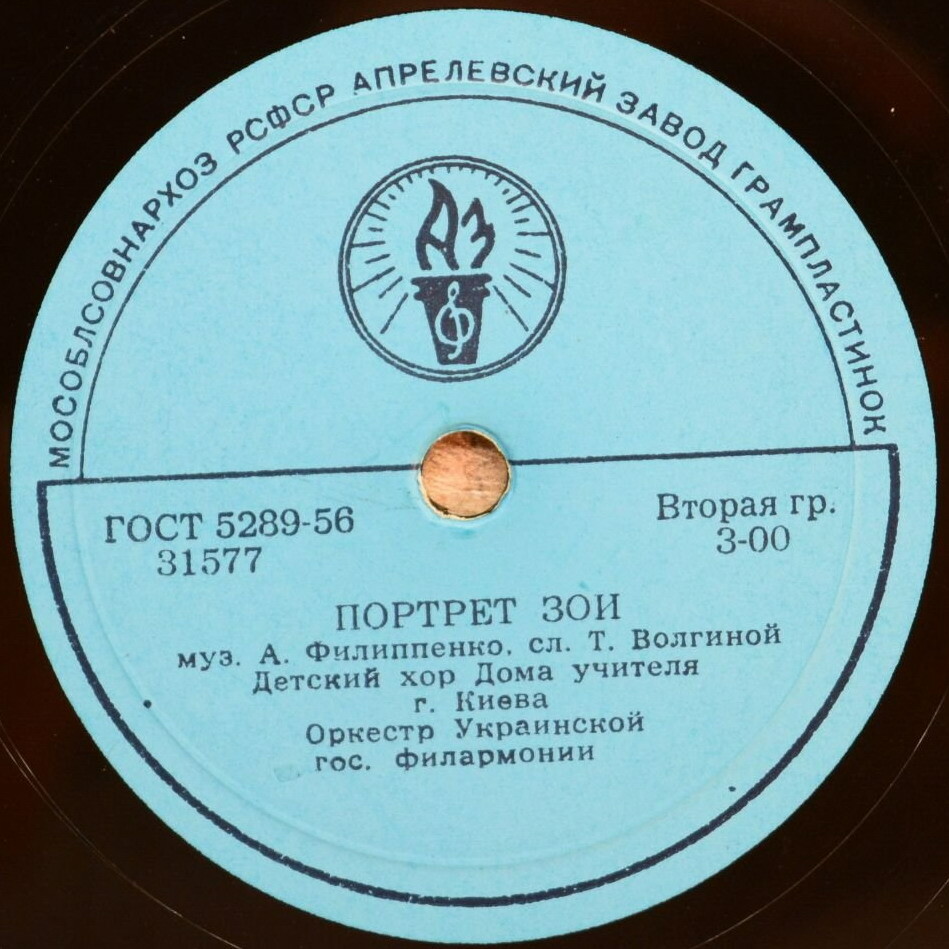 МОСОБЛСОВНАРХОЗ РСФСР АПРЕЛЕВСКИЙ ЗАВОД ГРАМПЛАСТИНОК
АЗ
ГОСТ 5289-56
31577
Вторая гр.
3-00
ПОРТРЕТ ЗОИ
муз. А. Филиппенко, сл. Т. Волгиной
Детский хор Дома учителя
г. Киева
Оркестр Украинской
гос. филармонии